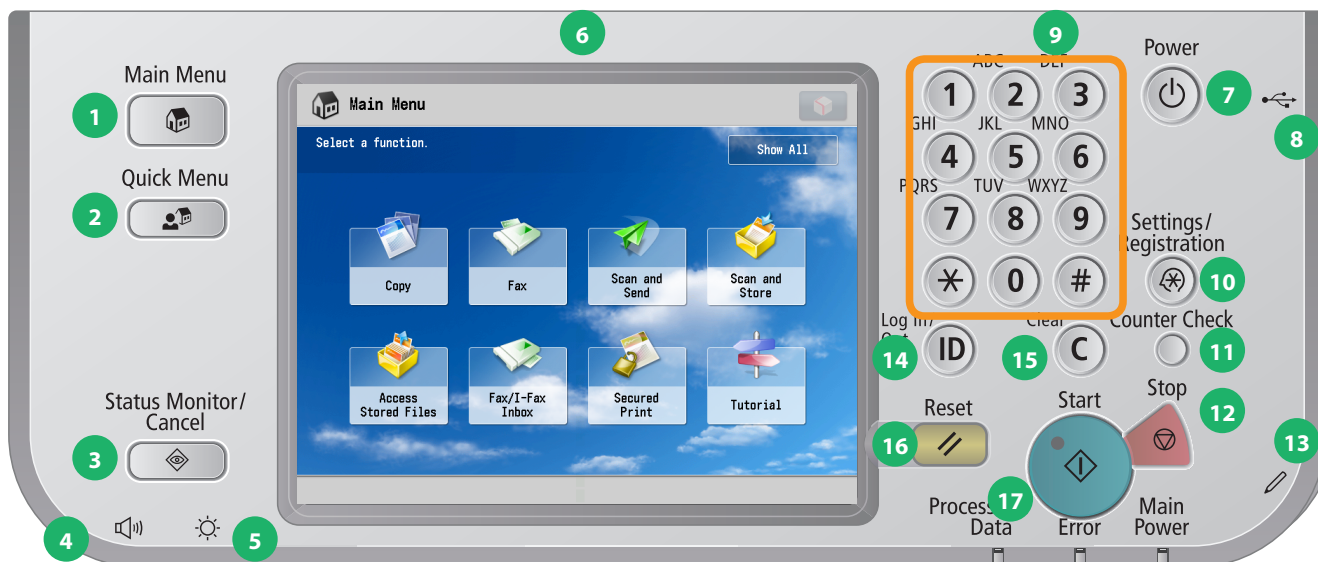 6
9
Main Menu
1
Quick Menu
2
Status Monitor/
Cancel
3
4
5
Main Menu
Select a function.
Show All
Copy
Fax
Scan and
Send
Scan and
Store
Access
Stored Files
Fax/I-Fax
Inbox
Secured
Print
Tutorial
ABC DEF
1 2 3
GHI JKL MNO
4 5 6
PQRS TUV WXYZ
7 8 9
* 0 #
Power
7
8
Settings/
Registration
10
Log In/
Out
ID
14
Clear
C
15
Counter Check
11
Stop
12
13
Reset
16
Start
17
Processing/
Data
Error
Main
Power